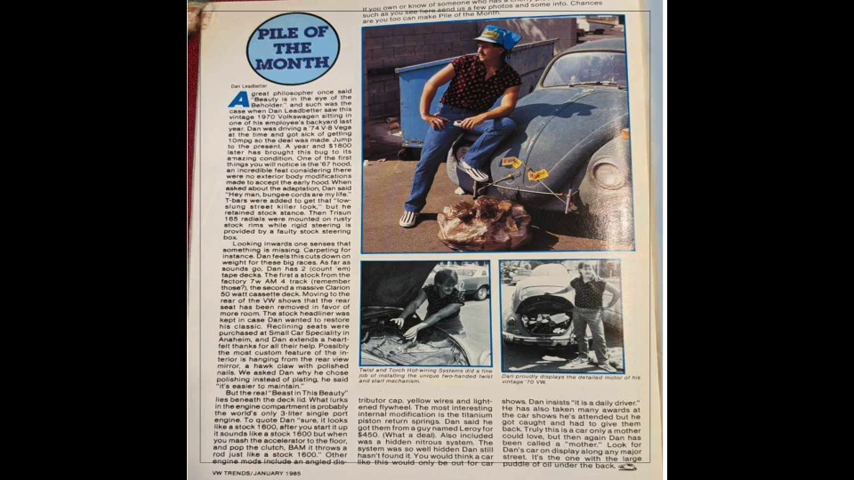 If you own or know of someone who has a
such as you see here send us a few photos and some info. Chances
are you too can make Pile of the Month.
PILE OF
THE
MONTH
Dan Leadbetter
A great philosopher once said
"Beauty is in the eye of the
Beholder." and such was the
case when Dan Leadbetter saw this
vintage 1970 Volkswagen sitting in
one of his employee's backyard last
year. Dan was driving a '74 V-8 Vega
at the time and got sick of getting
10mpg so the deal was made. Jump
to the present. A year and $1800
later has brought this bug to its
amazing condition. One of the first
things you will notice is the '67 hood,
an incredible feat considering there
were no exterior body modifications
made to accept the early hood. When
asked about the adaptation, Dan said
"Hey man, bungee cords are my life."
T-bars were added to get that "low-
slung street killer look," but he
retained stock stance. Then Trisun
165 radials were mounted on rusty
stock rims while rigid steering is
provided by a faulty stock steering
box.
Looking inwards one senses that
something is missing. Carpeting for
instance. Dan feels this cuts down on
weight for these big races. As far as
sounds go, Dan has 2 (count 'em)
tape decks. The first a stock from the
factory 7w AM 4 track (remember
those?), the second a massive Clarion
50 watt cassette deck. Moving to the
rear of the VW shows that the rear
seat has been removed in favor of
more room. The stock headliner was
kept in case Dan wanted to restore
his classic. Reclining seats were
purchased at Small Car Speciality in
Anaheim, and Dan extends a heart-
felt thanks for all their help. Possibly
the most custom feature of the in-
terior is hanging from the rear view
mirror, a hawk claw with polished
nails. We asked Dan why he chose
polishing instead of plating, he said
"it's easier to maintain."
But the real "Beast in This Beauty"
lies beneath the deck lid. What lurks
in the engine compartment is probably
the world's only 3-liter single port
engine. To quote Dan "sure, it looks
like a stock 1600, after you start it up
it sounds like a stock 1600 but when
you mash the accelerator to the floor,
and pop the clutch, BAM it throws a
rod just like a stock 1600." Other
engine mods include an angled dis-
Twist and Torch Hot-wiring Systems did a fine
job of installing the unique two-handed twist
and start mechanism.
Dan proudly displays the detailed motor of his
vintage '70 VW.
tributor cap, yellow wires and light-
ened flywheel. The most interesting
internal modification is the titanium
piston return springs. Dan said he
got them from a guy named Leroy for
$450. (What a deal). Also included
was a hidden nitrous system. The
system was so well hidden Dan still
hasn't found it. You would think a car
like this would only be out for car
shows. Dan insists "it is a daily driver."
He has also taken many awards at
the car shows he's attended but he
got caught and had to give them
back. Truly this is a car only a mother
could love, but then again Dan has
been called a "mother." Look for
Dan's car on display along any major
street. It's the one with the large
puddle of oil under the back.
VW TRENDS/JANUARY 1985